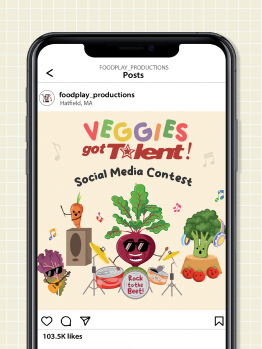 FOODPLAY_PRODUCTIONS
Posts
foodplay_productions
Hatfield, MA
VEGGIES
got Talent!
Social Media Contest
Rock
to the
Beet!
103.5K likes